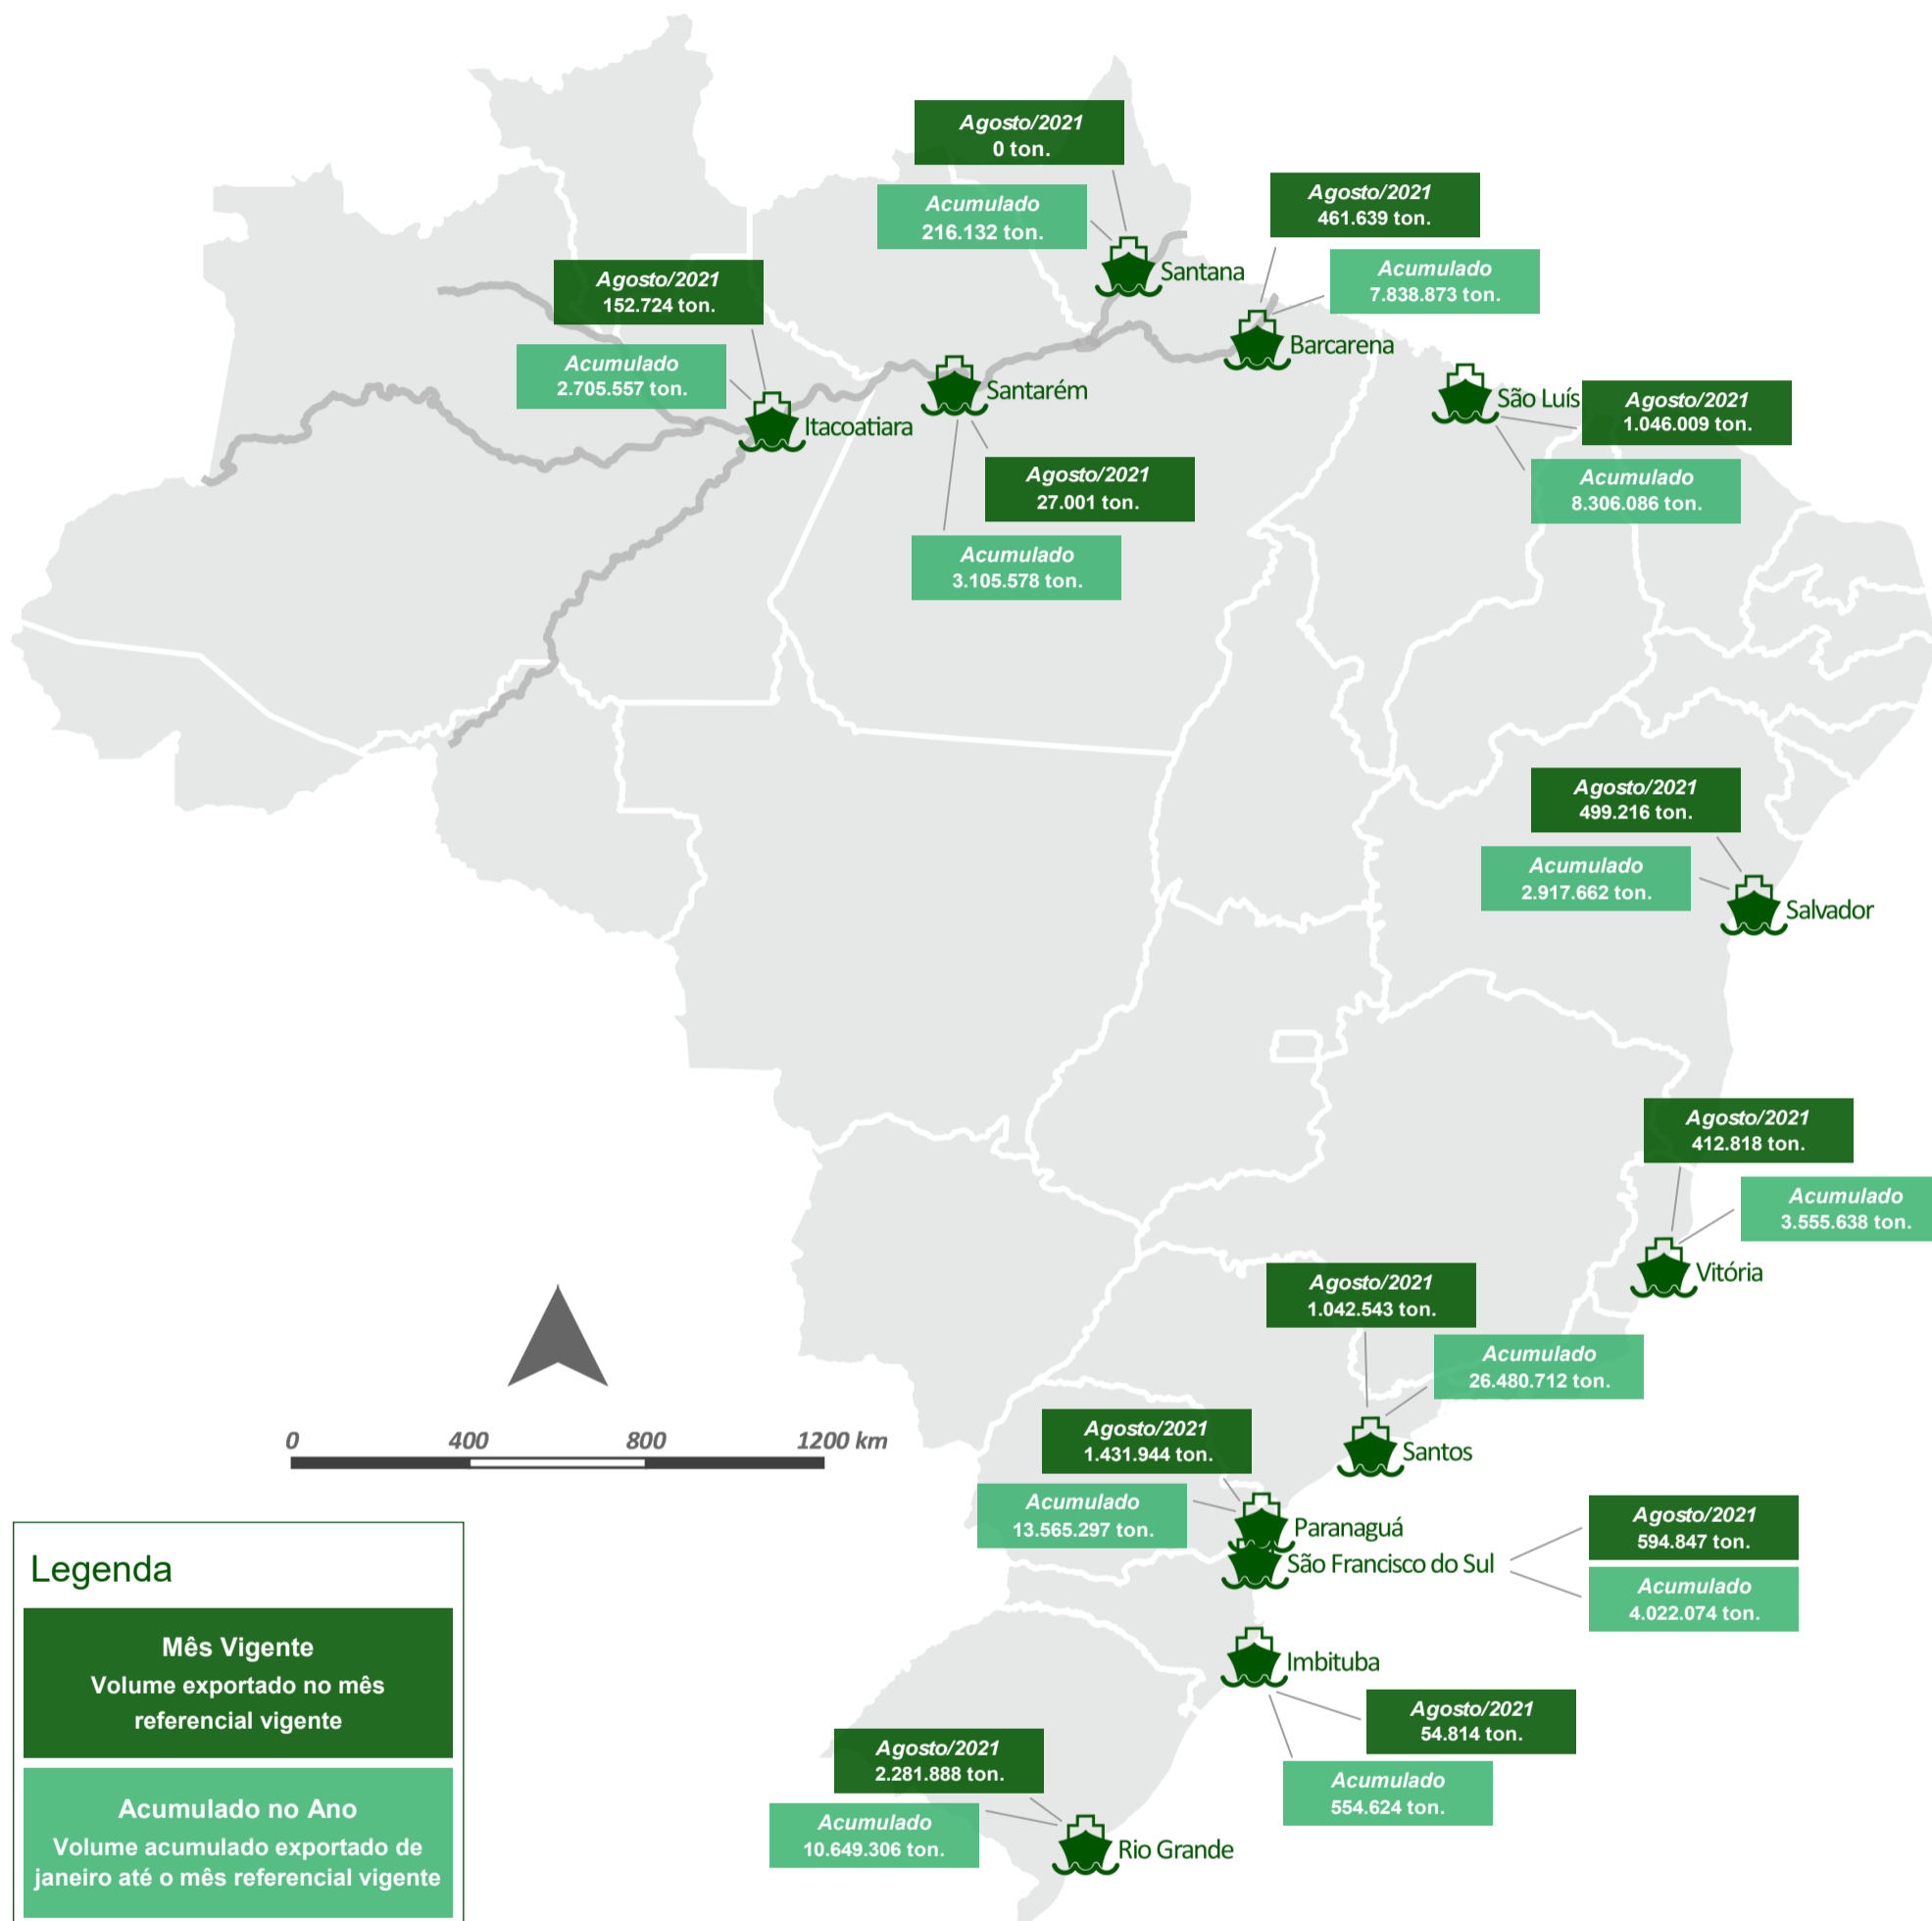 Agosto/2021
0 ton.
Acumulado
216.132 ton.
Santana
Agosto/2021
461.639 ton.
Acumulado
7.838.873 ton.
Barcarena
Agosto/2021
152.724 ton.
Acumulado
2.705.557 ton.
Itacoatiara
Santarém
Agosto/2021
27.001 ton.
Acumulado
3.105.578 ton.
São Luís
Agosto/2021
1.046.009 ton.
Acumulado
8.306.086 ton.
Agosto/2021
499.216 ton.
Acumulado
2.917.662 ton.
Salvador
Agosto/2021
412.818 ton.
Acumulado
3.555.638 ton.
Vitória
Agosto/2021
1.042.543 ton.
Acumulado
26.480.712 ton.
Santos
Agosto/2021
1.431.944 ton.
Acumulado
13.565.297 ton.
Paranaguá
São Francisco do Sul
Agosto/2021
594.847 ton.
Acumulado
4.022.074 ton.
Imbituba
Agosto/2021
54.814 ton.
Acumulado
554.624 ton.
Agosto/2021
2.281.888 ton.
Acumulado
10.649.306 ton.
Rio Grande
0 400 800 1200 km
Legenda
Mês Vigente
Volume exportado no mês
referencial vigente
Acumulado no Ano
Volume acumulado exportado de
janeiro até o mês referencial vigente